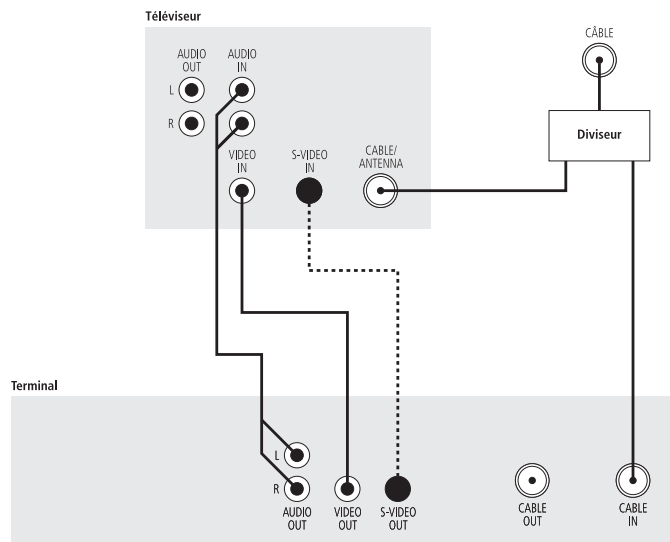 Téléviseur
AUDIO
OUT
AUDIO
IN
L
R
VIDEO
IN
S-VIDEO
IN
CABLE/
ANTENNA
CÂBLE
Diviseur
Terminal
L
R
AUDIO
OUT
VIDEO
OUT
S-VIDEO
OUT
CABLE
OUT
CABLE
IN